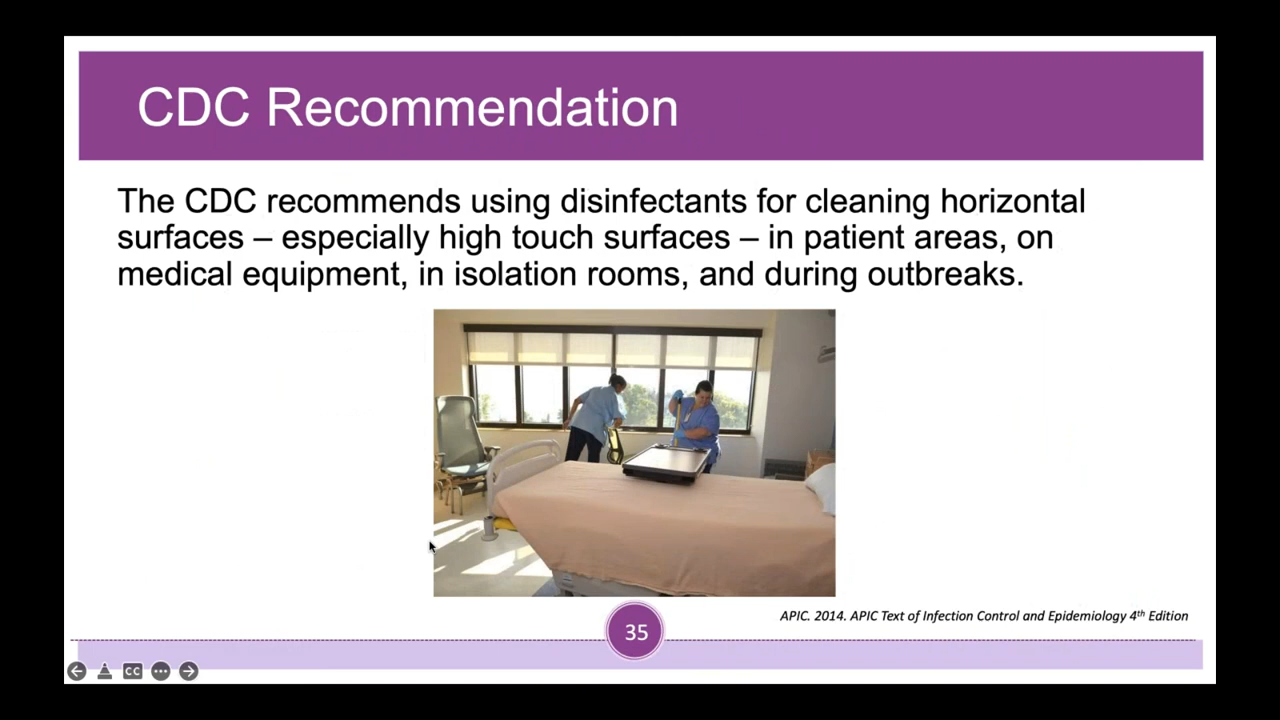 CDC Recommendation
The CDC recommends using disinfectants for cleaning horizontal
surfaces – especially high touch surfaces – in patient areas, on
medical equipment, in isolation rooms, and during outbreaks.
APIC. 2014. APIC Text of Infection Control and Epidemiology 4th Edition
35
CC